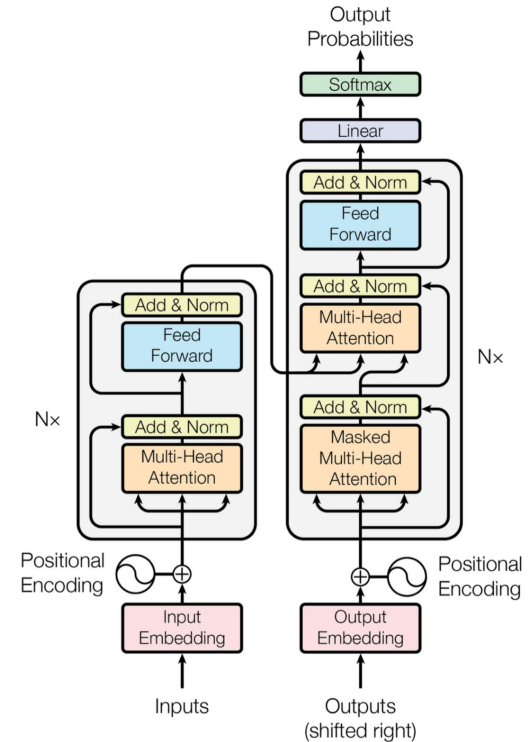 Output
Probabilities
Softmax
Linear
Add & Norm
Feed
Forward
Add & Norm
Multi-Head
Attention
Add & Norm
Masked
Multi-Head
Attention
N×
Add & Norm
Feed
Forward
Add & Norm
Multi-Head
Attention
N×
Positional
Encoding
Positional
Encoding
Input
Embedding
Output
Embedding
Inputs
Outputs
(shifted right)